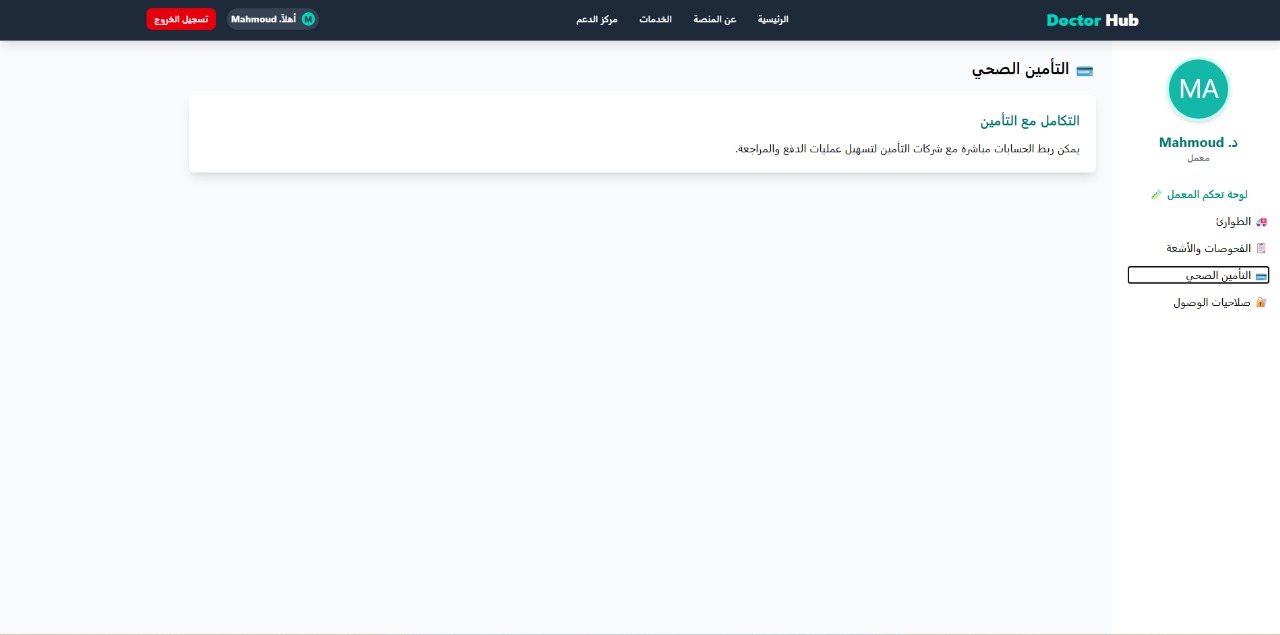 Doctor Hub
الرئيسية
عن المنصة
الخدمات
مركز الدعم
M أهلاً، Mahmoud
تسجيل الخروج
MA
د. Mahmoud
معمل
لوحة تحكم المعمل
الطوارئ
الفحوصات والأشعة
التأمين الصحي
صلاحيات الوصول
التأمين الصحي
التكامل مع التأمين
يمكن ربط الحسابات مباشرة مع شركات التأمين لتسهيل عمليات الدفع والمراجعة.